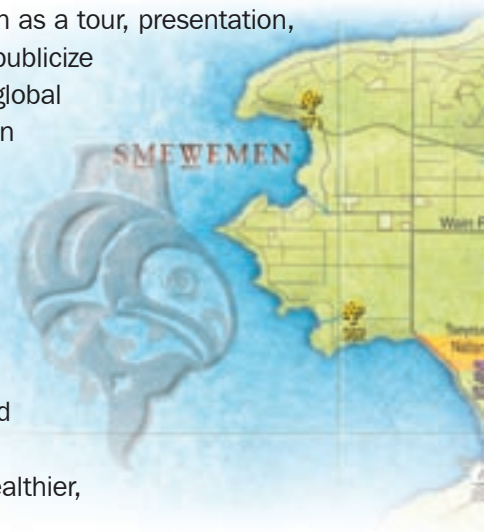 n as a tour, presentation,
publicize
global
n
SMEWEMEN
d
ealthier,